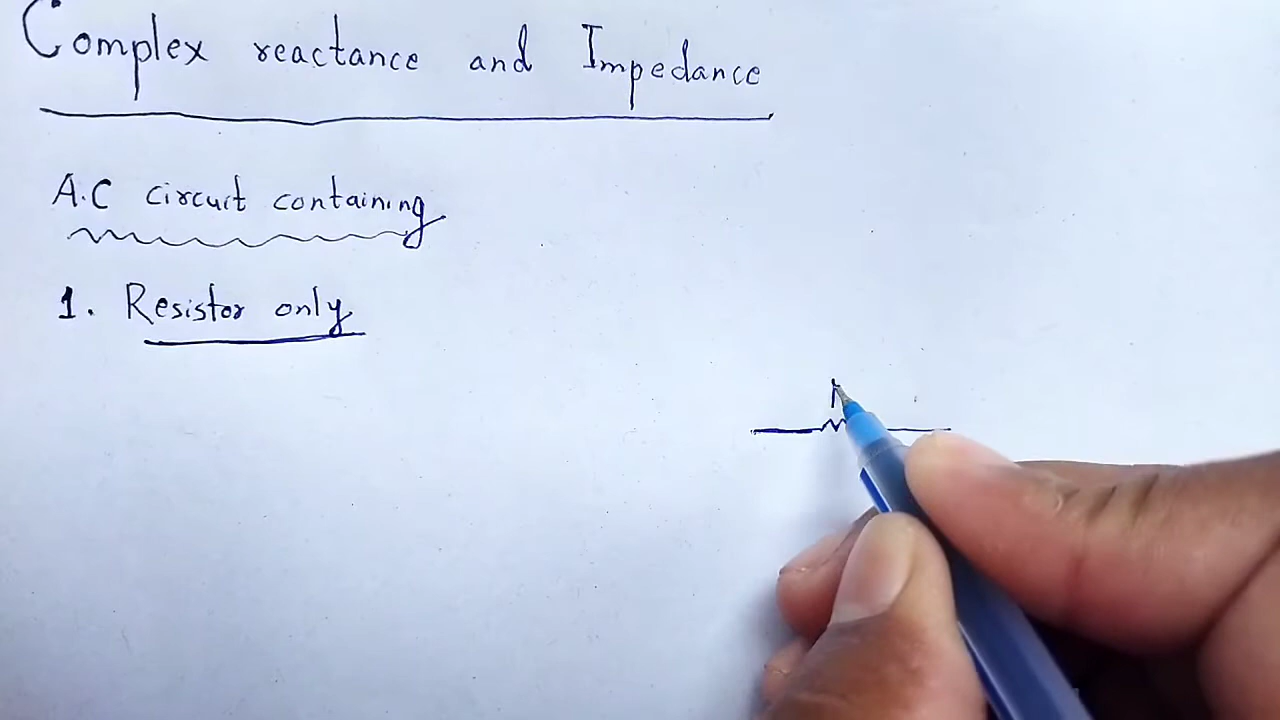 Complex reactance and Impedance
A.C circuit containing
1. Resistor only